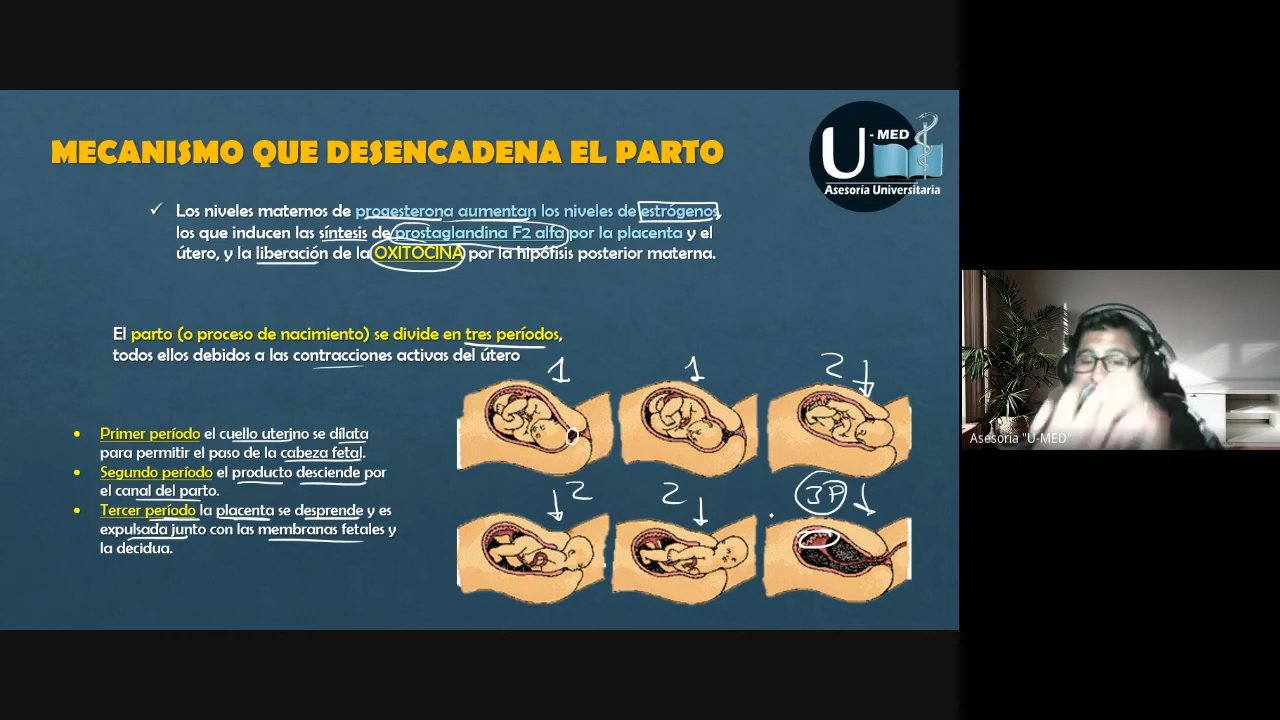 MECANISMO QUE DESENCADENA EL PARTO
U - MED
Asesoría Universitaria
✓ Los niveles maternos de progesterona aumentan los niveles de estrógenos,
los que inducen las síntesis de prostaglandina F2 alfa por la placenta y el
útero, y la liberación de la OXITOCINA por la hipófisis posterior materna.
El parto (o proceso de nacimiento) se divide en tres períodos,
todos ellos debidos a las contracciones activas del útero
• Primer período el cuello uterino se dilata
para permitir el paso de la cabeza fetal.
• Segundo período el producto desciende por
el canal del parto.
• Tercer período la placenta se desprende y es
expulsada junto con las membranas fetales y
la decidua.
1 1 2
2 2 3P
Asesoria "U-MED"